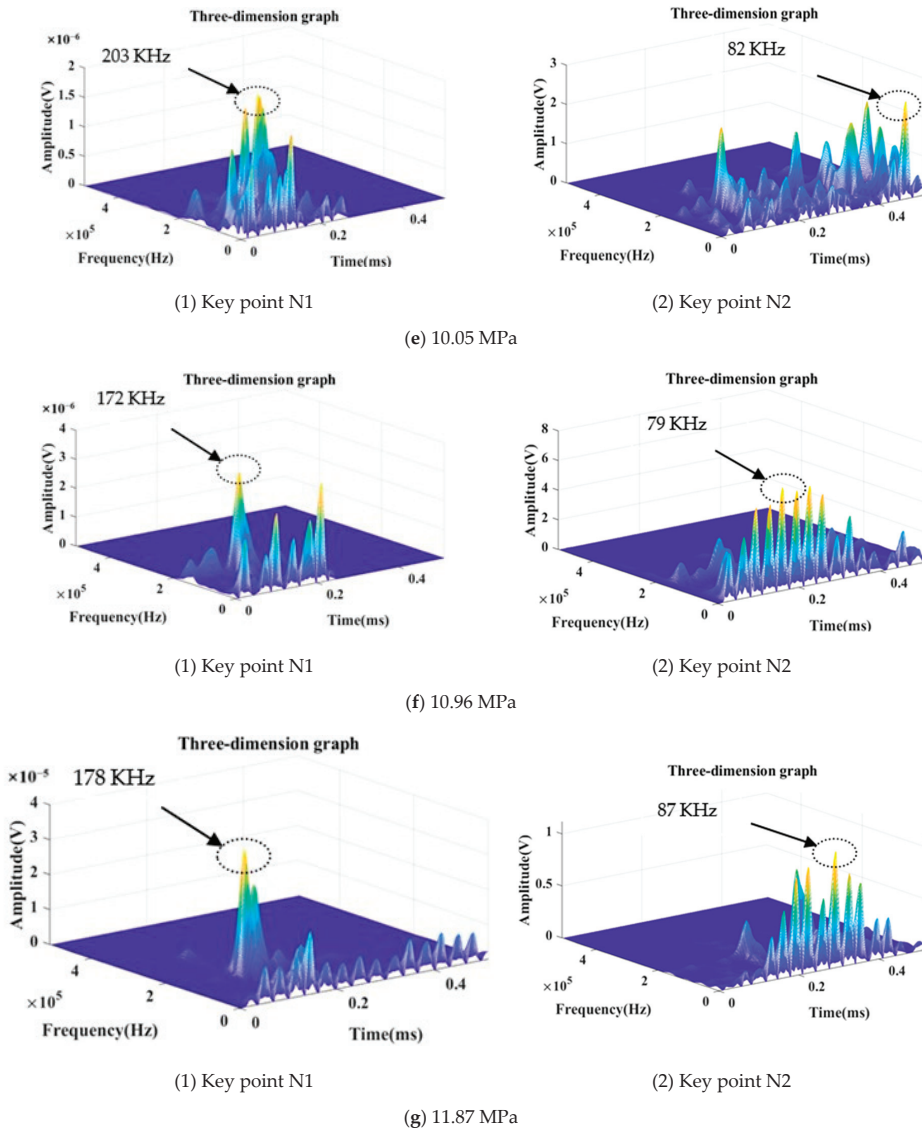 Three-dimension graph
203 KHz
×10⁻⁶
2
1.5
1
0.5
0
Amplitude(V)
4
2
0
×10⁵
Frequency(Hz)
0
0.2
0.4
Time(ms)
(1) Key point N1
Three-dimension graph
82 KHz
3
2
1
0
Amplitude(V)
4
2
0
×10⁵
Frequency(Hz)
0
0.2
0.4
Time(ms)
(2) Key point N2
(e) 10.05 MPa
Three-dimension graph
172 KHz
×10⁻⁶
4
3
2
1
0
Amplitude(V)
4
2
0
×10⁵
Frequency(Hz)
0
0.2
0.4
Time(ms)
(1) Key point N1
Three-dimension graph
79 KHz
8
6
4
2
0
Amplitude(V)
4
2
0
×10⁵
Frequency(Hz)
0
0.2
0.4
Time(ms)
(2) Key point N2
(f) 10.96 MPa
Three-dimension graph
178 KHz
×10⁻⁵
4
3
2
1
0
Amplitude(V)
4
2
0
×10⁵
Frequency(Hz)
0
0.2
0.4
Time(ms)
(1) Key point N1
Three-dimension graph
87 KHz
1
0.5
0
Amplitude(V)
4
2
0
×10⁵
Frequency(Hz)
0
0.2
0.4
Time(ms)
(2) Key point N2
(g) 11.87 MPa